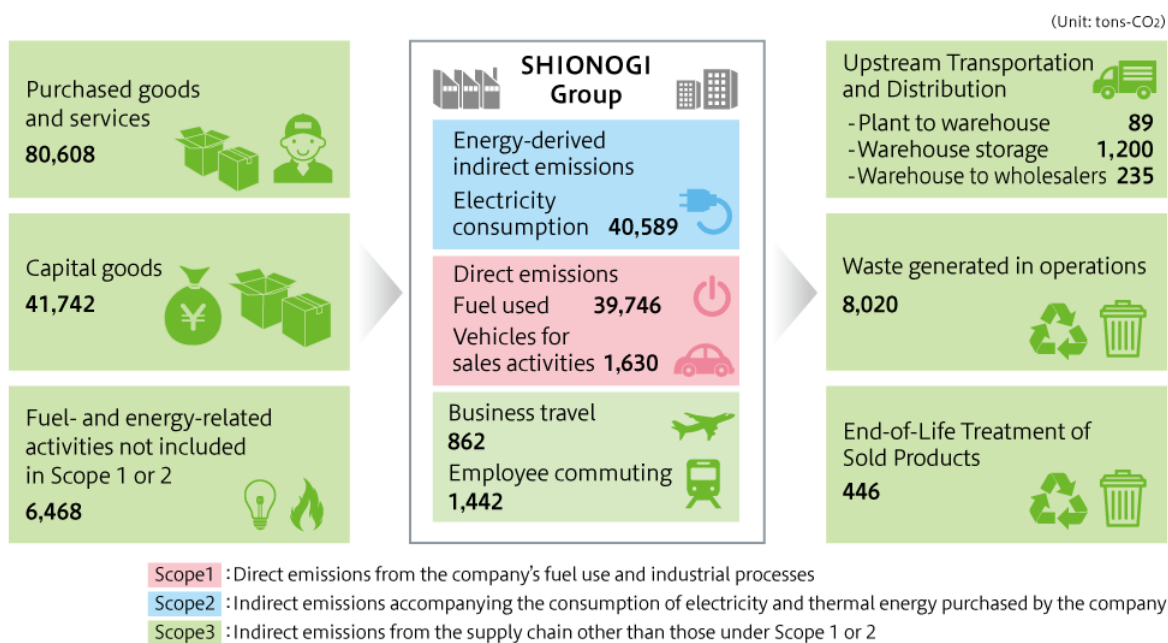 (Unit: tons-CO2)
Purchased goods
and services
80,608
Capital goods
41,742
¥
Fuel- and energy-related
activities not included
in Scope 1 or 2
6,468
SHIONOGI
Group
Energy-derived
indirect emissions
Electricity
consumption 40,589
Direct emissions
Fuel used 39,746
Vehicles for
sales activities 1,630
Business travel
862
Employee commuting
1,442
Upstream Transportation
and Distribution
-Plant to warehouse 89
-Warehouse storage 1,200
-Warehouse to wholesalers 235
Waste generated in operations
8,020
End-of-Life Treatment of
Sold Products
446
Scope1 : Direct emissions from the company's fuel use and industrial processes
Scope2 : Indirect emissions accompanying the consumption of electricity and thermal energy purchased by the company
Scope3 : Indirect emissions from the supply chain other than those under Scope 1 or 2